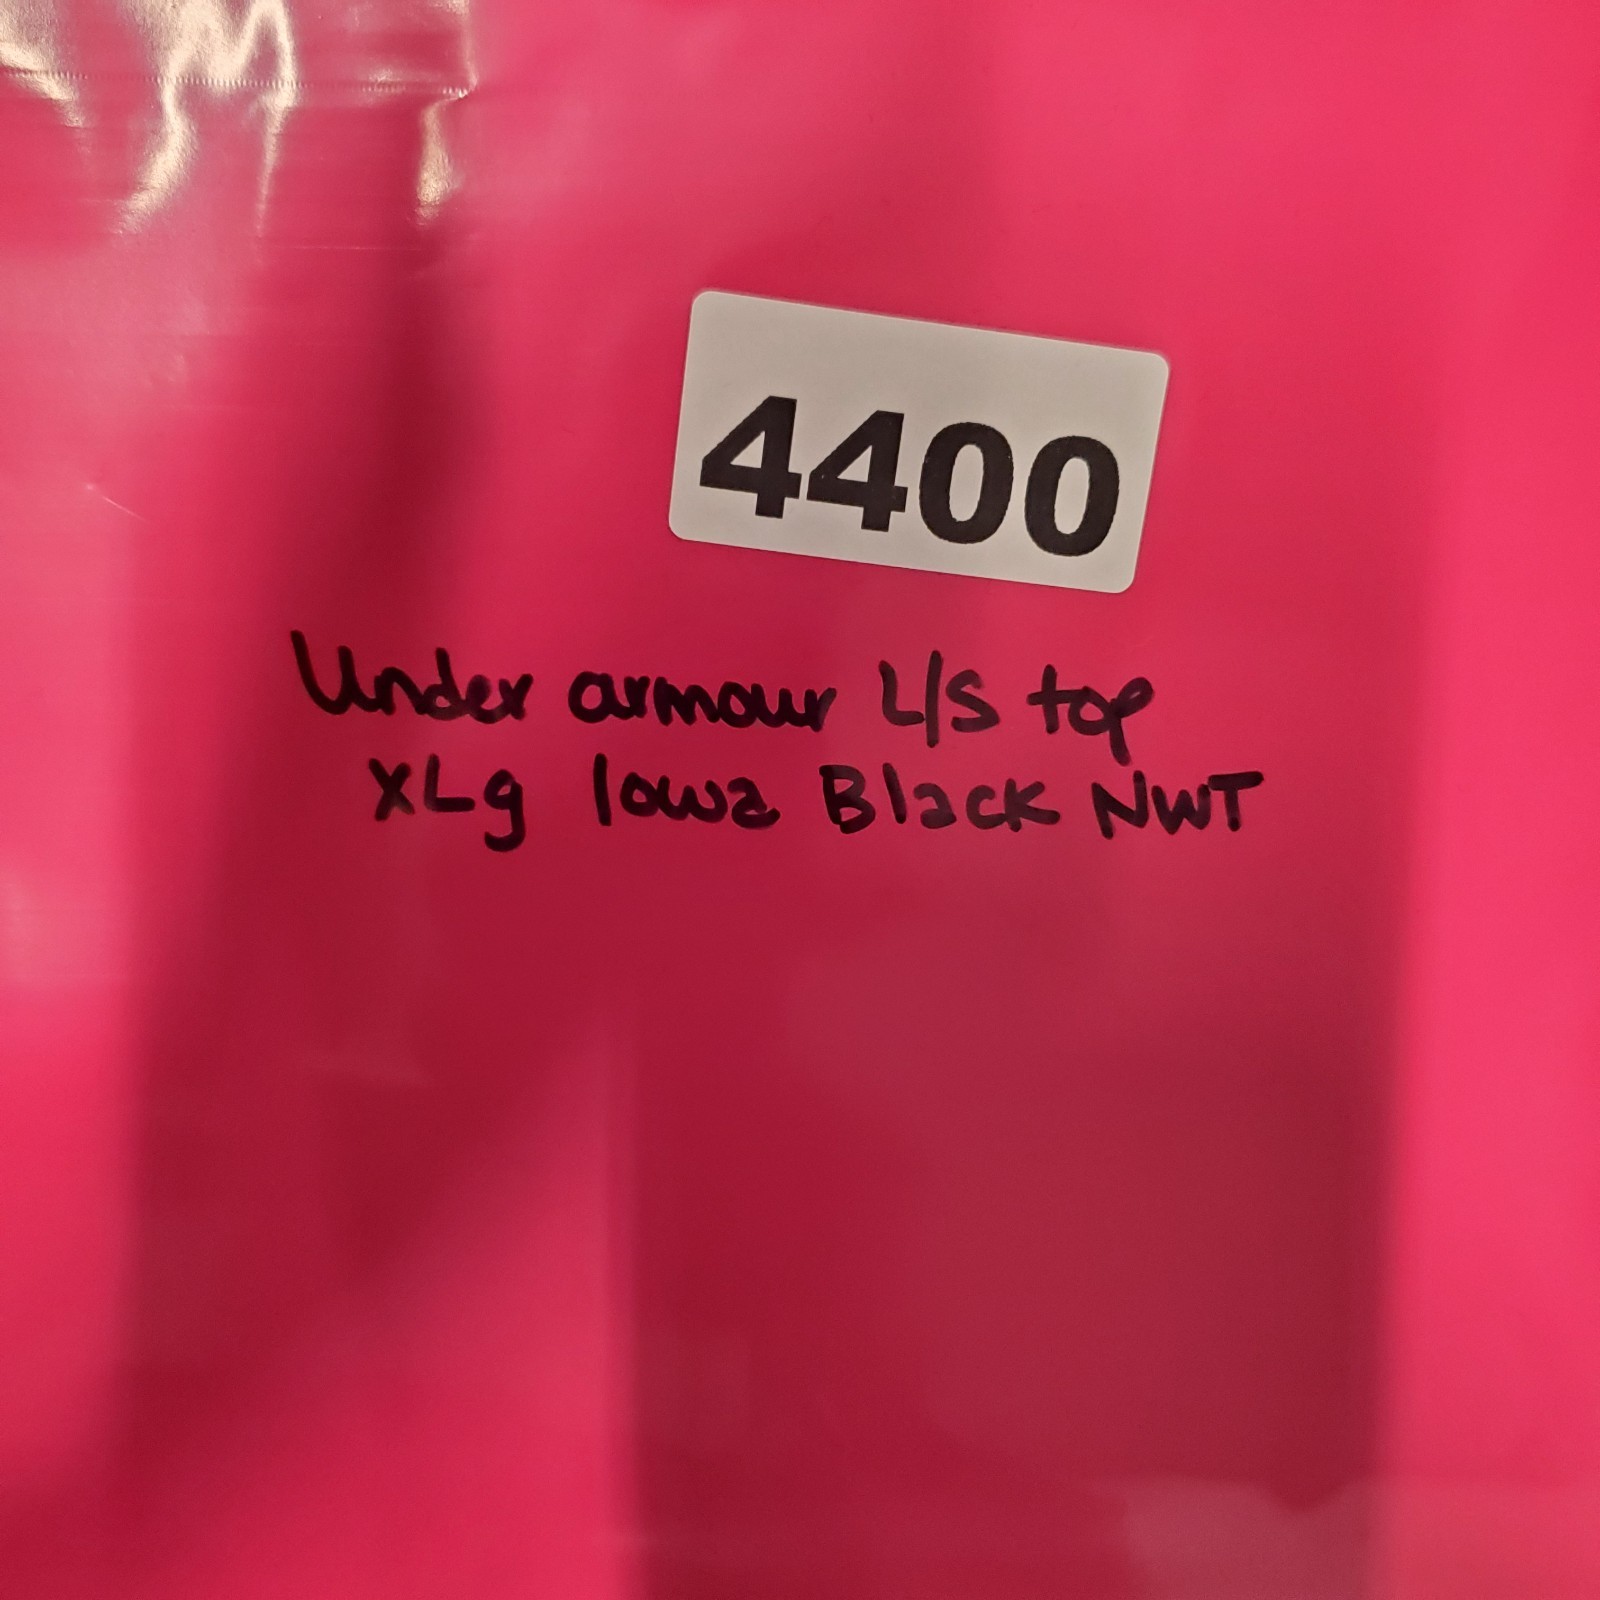 4400
Under armour L/S top
XLg Iowa Black NWT